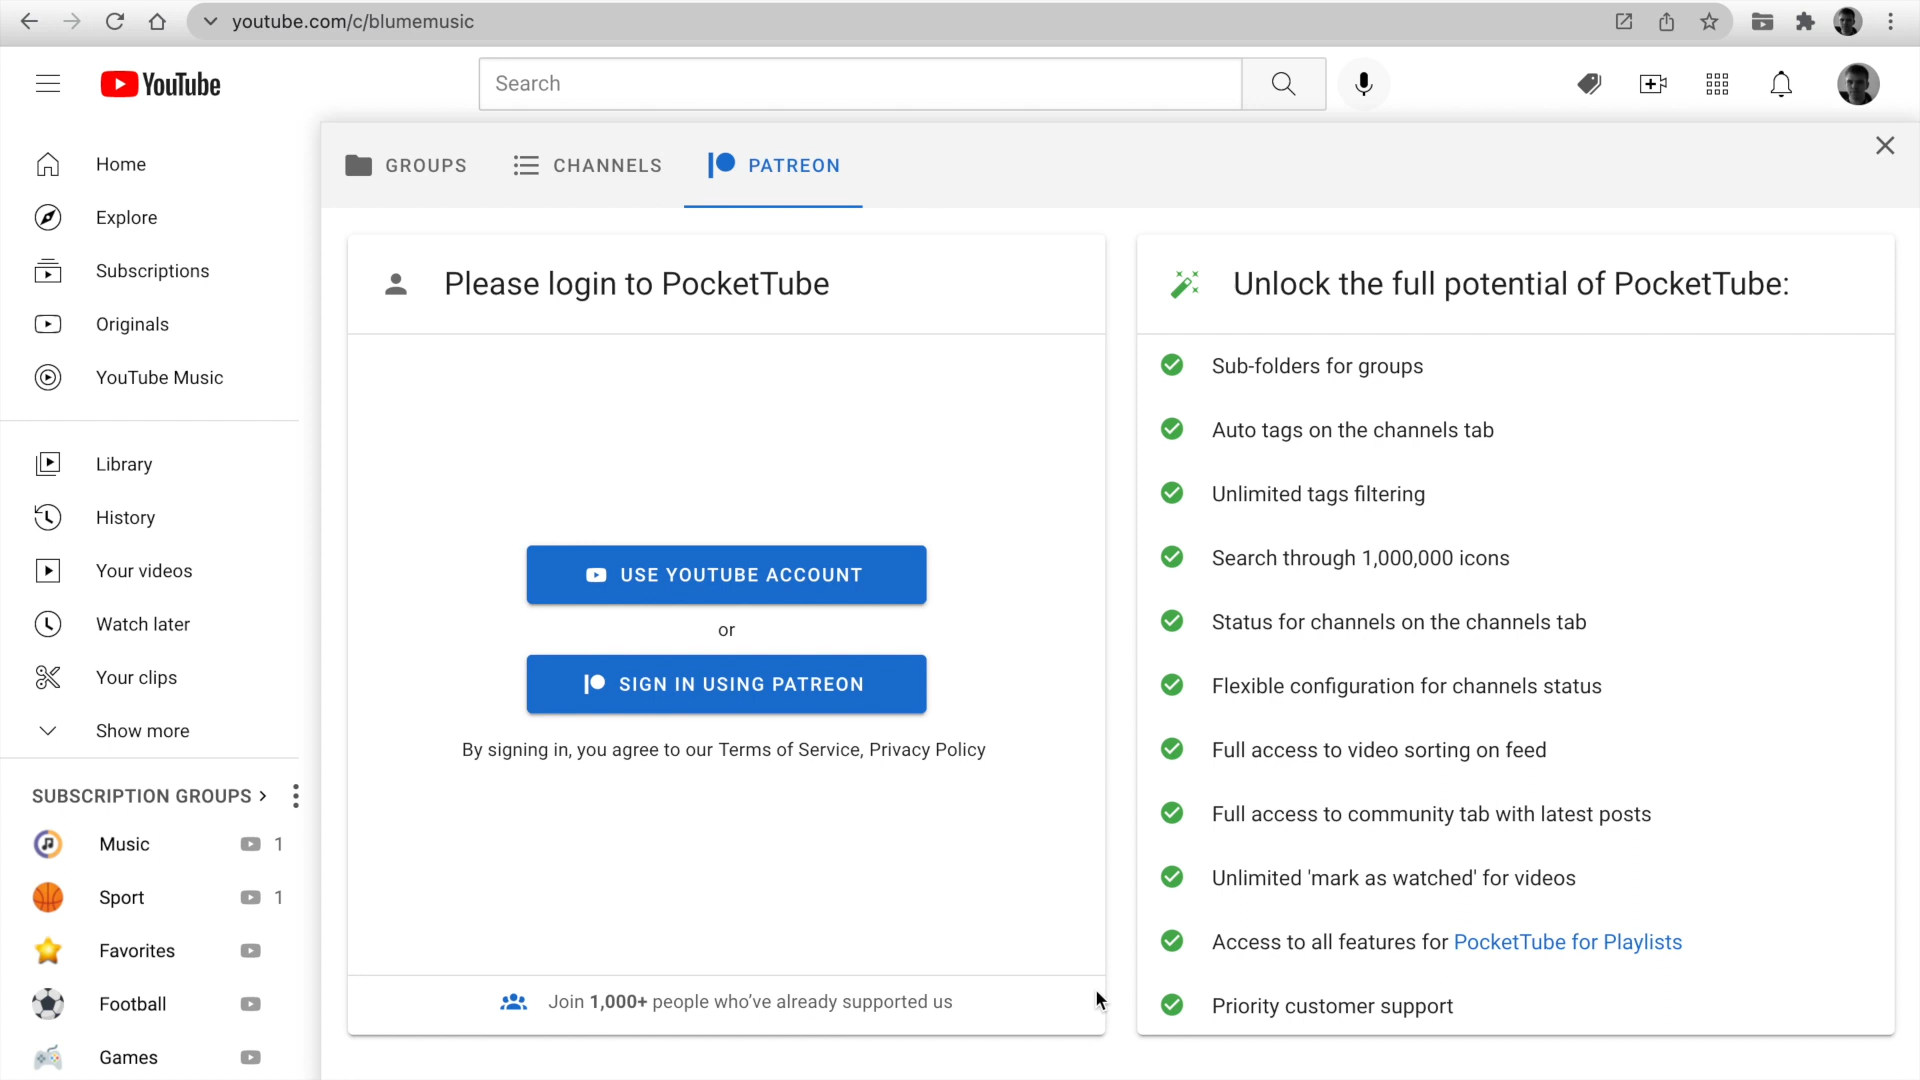 youtube.com/c/blumemusic
YouTube
Search
Home
Explore
Subscriptions
Originals
YouTube Music
Library
History
Your videos
Watch later
Your clips
Show more
SUBSCRIPTION GROUPS
Music 1
Sport 1
Favorites
Football
Games
GROUPS
CHANNELS
PATREON
Please login to PocketTube
USE YOUTUBE ACCOUNT
or
SIGN IN USING PATREON
By signing in, you agree to our Terms of Service, Privacy Policy
Join 1,000+ people who’ve already supported us
Unlock the full potential of PocketTube:
Sub-folders for groups
Auto tags on the channels tab
Unlimited tags filtering
Search through 1,000,000 icons
Status for channels on the channels tab
Flexible configuration for channels status
Full access to video sorting on feed
Full access to community tab with latest posts
Unlimited 'mark as watched' for videos
Access to all features for PocketTube for Playlists
Priority customer support